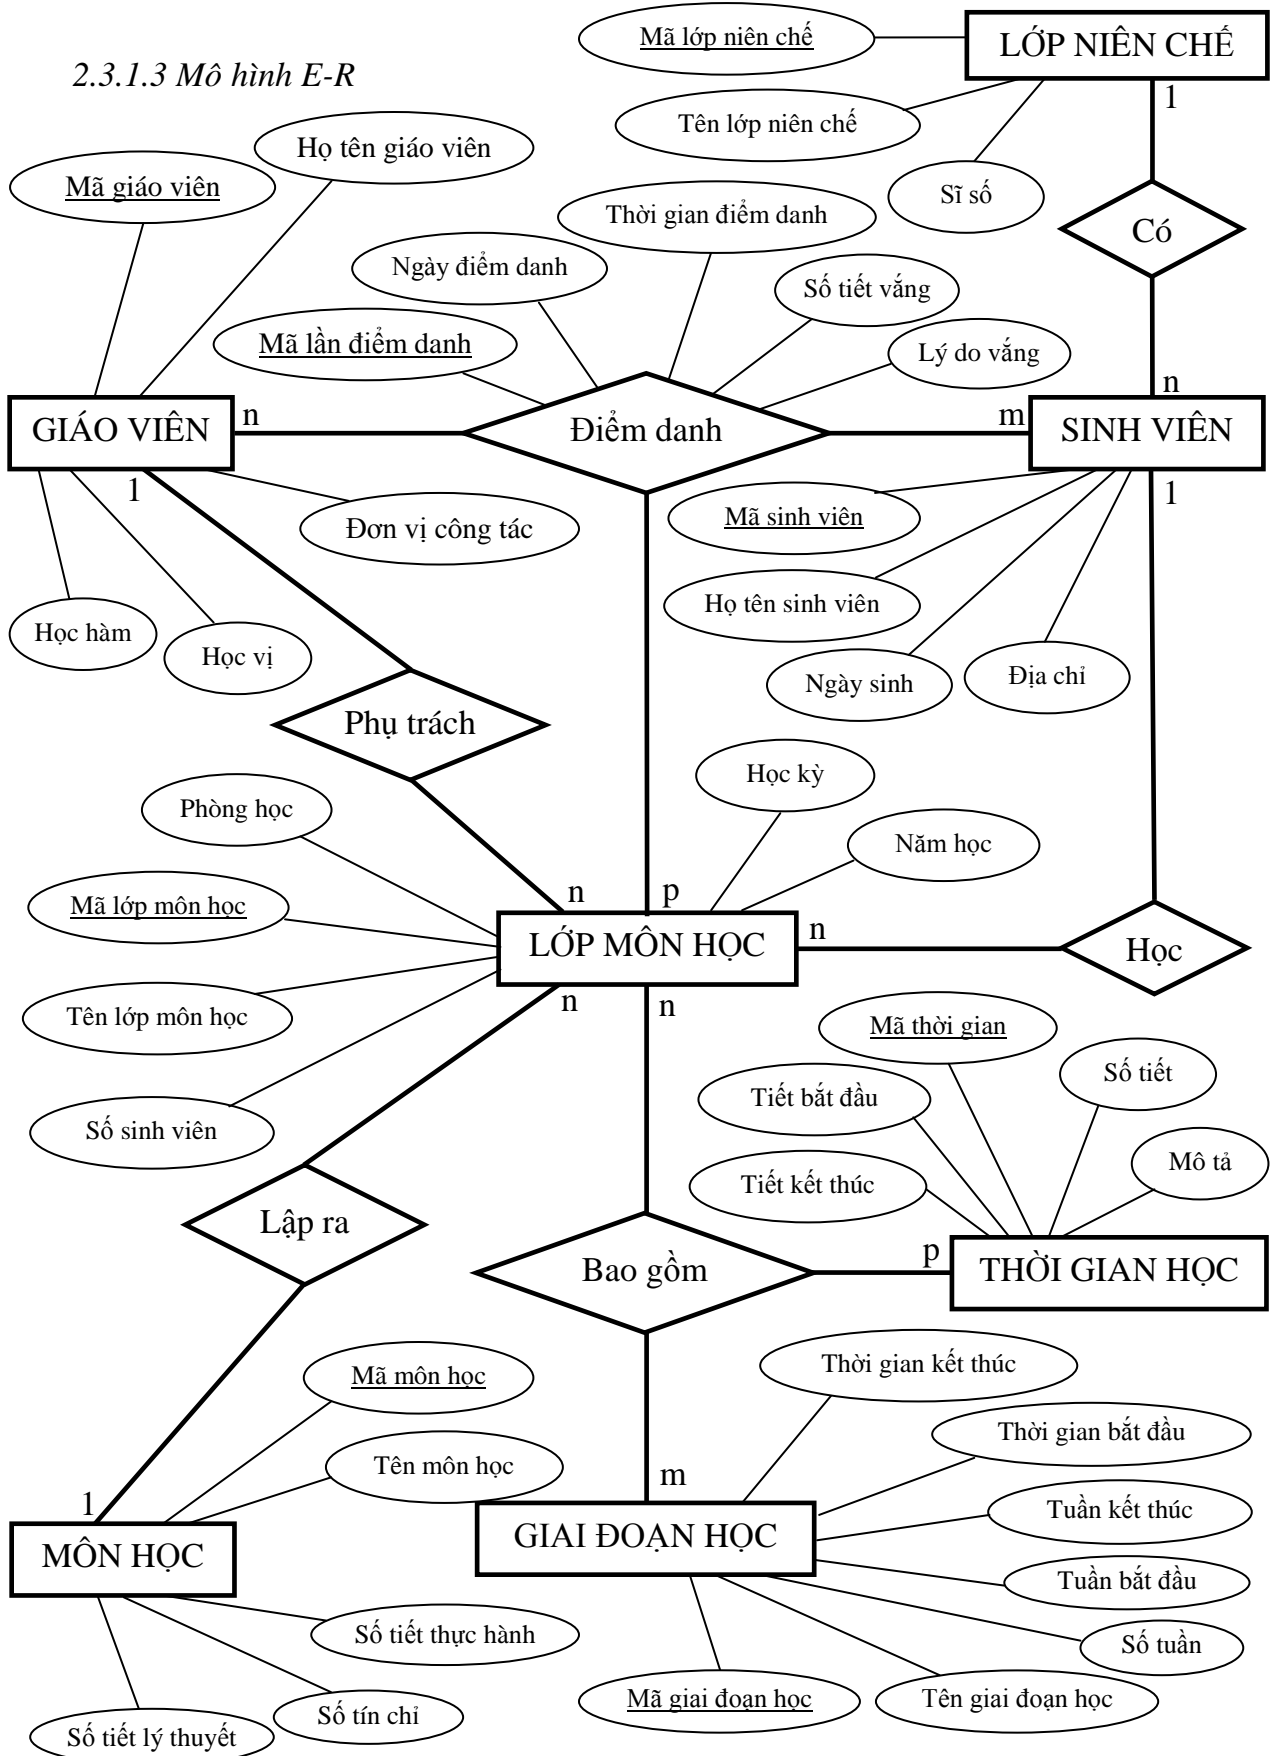 Mã lớp niên chế
LỚP NIÊN CHẾ
2.3.1.3 Mô hình E-R
1
Tên lớp niên chế
Họ tên giáo viên
Mã giáo viên
Sĩ số
Thời gian điểm danh
Có
Ngày điểm danh
Số tiết vắng
Mã lần điểm danh
Lý do vắng
n
GIÁO VIÊN
n
Điểm danh
m
SINH VIÊN
1
1
Đơn vị công tác
Mã sinh viên
Họ tên sinh viên
Học hàm
Học vị
Ngày sinh
Địa chỉ
Phụ trách
Học kỳ
Phòng học
Năm học
n
p
Mã lớp môn học
LỚP MÔN HỌC
n
Học
n
n
Tên lớp môn học
Mã thời gian
Số tiết
Tiết bắt đầu
Số sinh viên
Mô tả
Tiết kết thúc
Lập ra
Bao gồm
p
THỜI GIAN HỌC
Thời gian kết thúc
Mã môn học
Thời gian bắt đầu
Tên môn học
m
1
Tuần kết thúc
GIAI ĐOẠN HỌC
MÔN HỌC
Tuần bắt đầu
Số tiết thực hành
Số tuần
Mã giai đoạn học
Tên giai đoạn học
Số tín chỉ
Số tiết lý thuyết